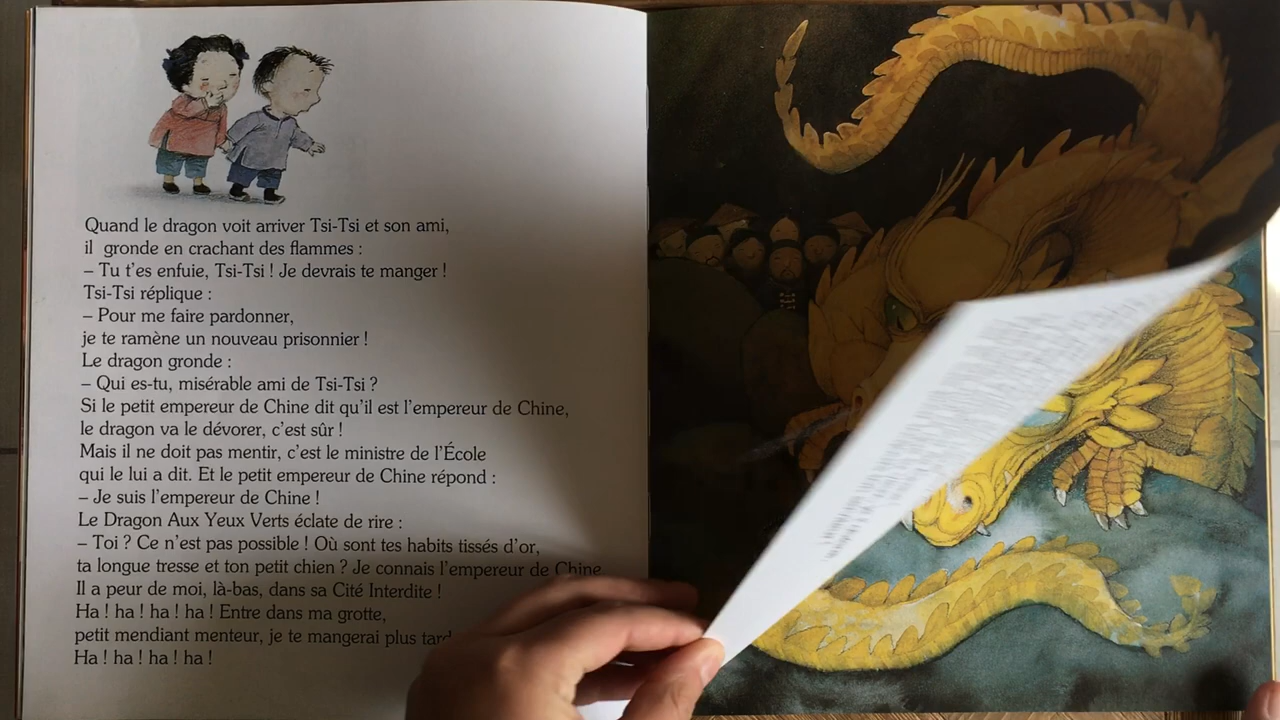 Quand le dragon voit arriver Tsi-Tsi et son ami,
il gronde en crachant des flammes :
– Tu t'es enfuie, Tsi-Tsi ! Je devrais te manger !
Tsi-Tsi réplique :
– Pour me faire pardonner,
je te ramène un nouveau prisonnier !
Le dragon gronde :
– Qui es-tu, misérable ami de Tsi-Tsi ?
Si le petit empereur de Chine dit qu'il est l'empereur de Chine,
le dragon va le dévorer, c'est sûr !
Mais il ne doit pas mentir, c'est le ministre de l'École
qui le lui a dit. Et le petit empereur de Chine répond :
– Je suis l'empereur de Chine !
Le Dragon Aux Yeux Verts éclate de rire :
– Toi ? Ce n'est pas possible ! Où sont tes habits tissés d'or,
ta longue tresse et ton petit chien ? Je connais l'empereur de Chine.
Il a peur de moi, là-bas, dans sa Cité Interdite !
Ha ! ha ! ha ! ha ! Entre dans ma grotte,
petit mendiant menteur, je te mangerai plus tard
Ha ! ha ! ha ! ha !